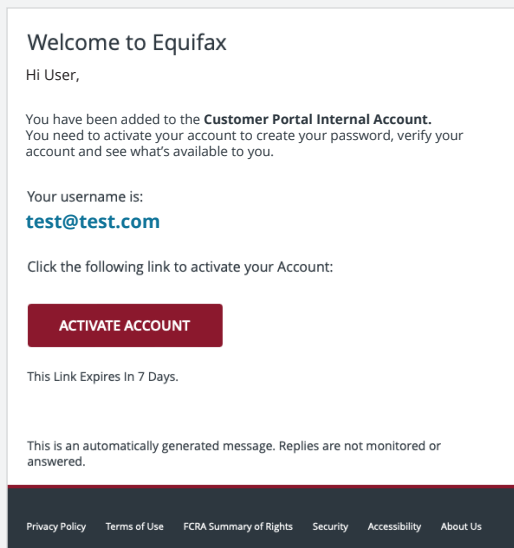 Welcome to Equifax
Hi User,
You have been added to the Customer Portal Internal Account.
You need to activate your account to create your password, verify your
account and see what's available to you.
Your username is:
test@test.com
Click the following link to activate your Account:
ACTIVATE ACCOUNT
This Link Expires In 7 Days.
This is an automatically generated message. Replies are not monitored or
answered.
Privacy Policy Terms of Use FCRA Summary of Rights Security Accessibility About Us